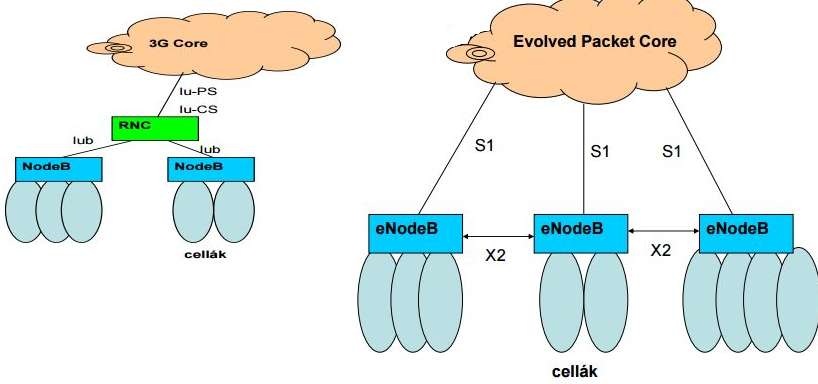 3G Core
Iu-PS
Iu-CS
RNC
Iub
Iub
NodeB
NodeB
cellák
Evolved Packet Core
S1
S1
S1
eNodeB
eNodeB
eNodeB
X2
X2
cellák